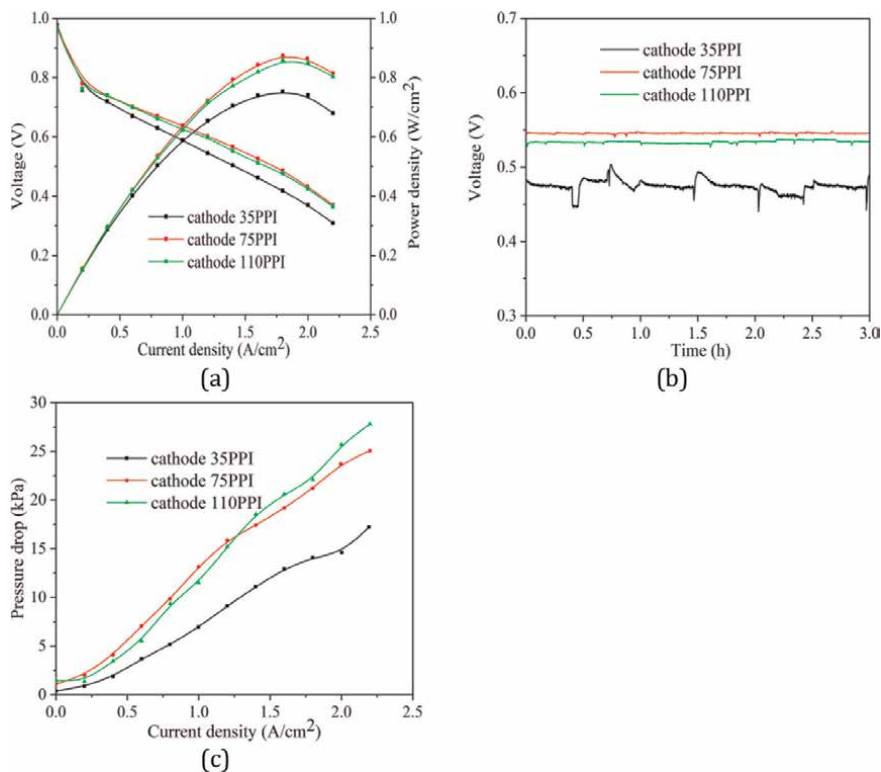 1.0
0.8
0.6
0.4
0.2
0.0
Voltage (V)
1.0
0.8
0.6
0.4
0.2
0.0
Power density (W/cm²)
cathode 35PPI
cathode 75PPI
cathode 110PPI
0.0 0.5 1.0 1.5 2.0 2.5
Current density (A/cm²)
(a)
0.7
0.6
0.5
0.4
0.3
Voltage (V)
cathode 35PPI
cathode 75PPI
cathode 110PPI
0.0 0.5 1.0 1.5 2.0 2.5 3.0
Time (h)
(b)
30
25
20
15
10
5
0
Pressure drop (kPa)
cathode 35PPI
cathode 75PPI
cathode 110PPI
0.0 0.5 1.0 1.5 2.0 2.5
Current density (A/cm²)
(c)